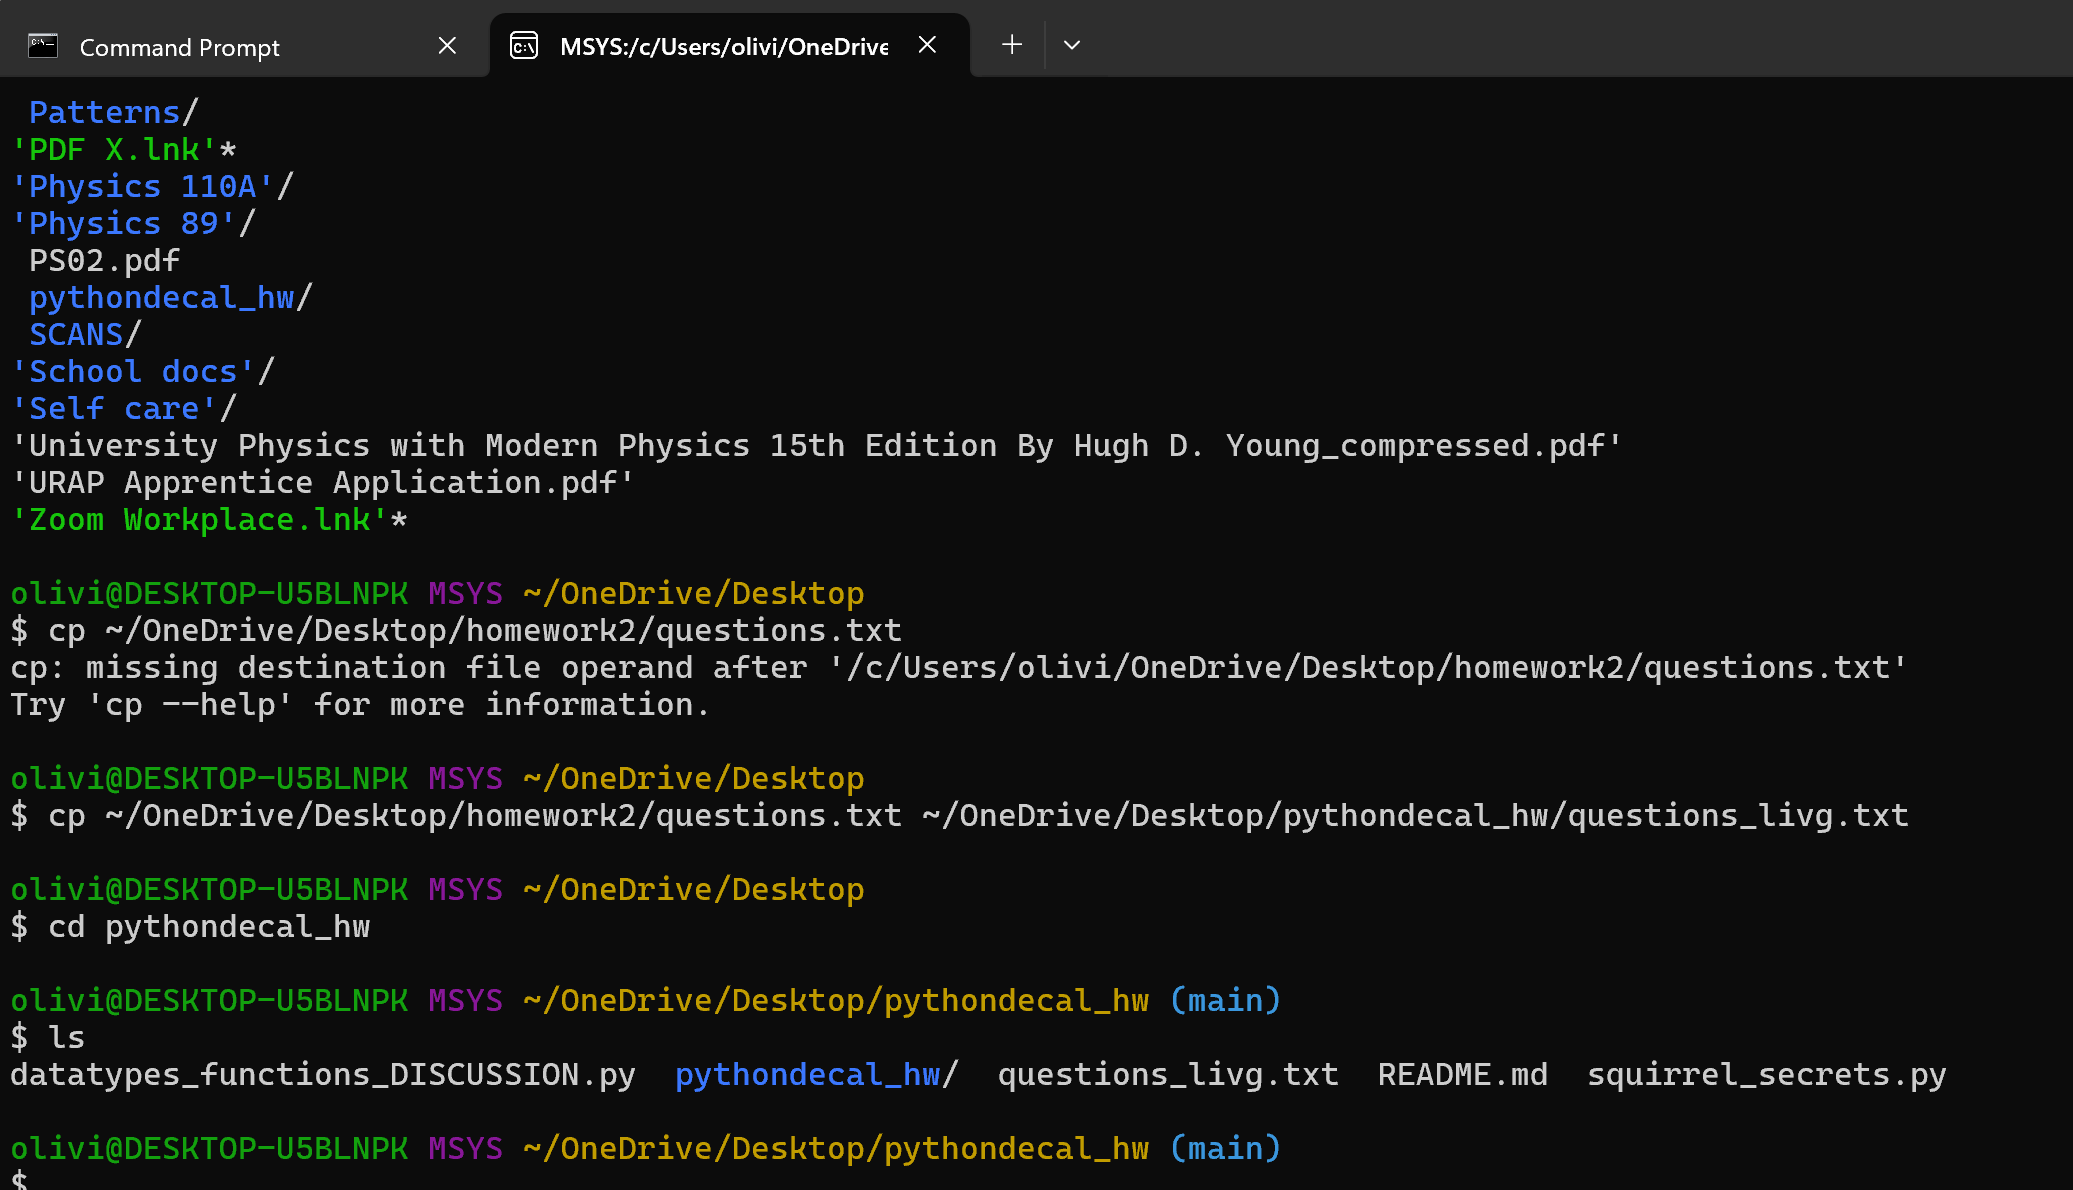 Command Prompt
MSYS:/c/Users/olivi/OneDrive
Patterns/
'PDF X.lnk'*
'Physics 110A'/
'Physics 89'/
PS02.pdf
pythondecal_hw/
SCANS/
'School docs'/
'Self care'/
'University Physics with Modern Physics 15th Edition By Hugh D. Young_compressed.pdf'
'URAP Apprentice Application.pdf'
'Zoom Workplace.lnk'*
olivi@DESKTOP-U5BLNPK MSYS ~/OneDrive/Desktop
$ cp ~/OneDrive/Desktop/homework2/questions.txt
cp: missing destination file operand after '/c/Users/olivi/OneDrive/Desktop/homework2/questions.txt'
Try 'cp --help' for more information.
olivi@DESKTOP-U5BLNPK MSYS ~/OneDrive/Desktop
$ cp ~/OneDrive/Desktop/homework2/questions.txt ~/OneDrive/Desktop/pythondecal_hw/questions_livg.txt
olivi@DESKTOP-U5BLNPK MSYS ~/OneDrive/Desktop
$ cd pythondecal_hw
olivi@DESKTOP-U5BLNPK MSYS ~/OneDrive/Desktop/pythondecal_hw (main)
$ ls
datatypes_functions_DISCUSSION.py  pythondecal_hw/  questions_livg.txt  README.md  squirrel_secrets.py
olivi@DESKTOP-U5BLNPK MSYS ~/OneDrive/Desktop/pythondecal_hw (main)
$